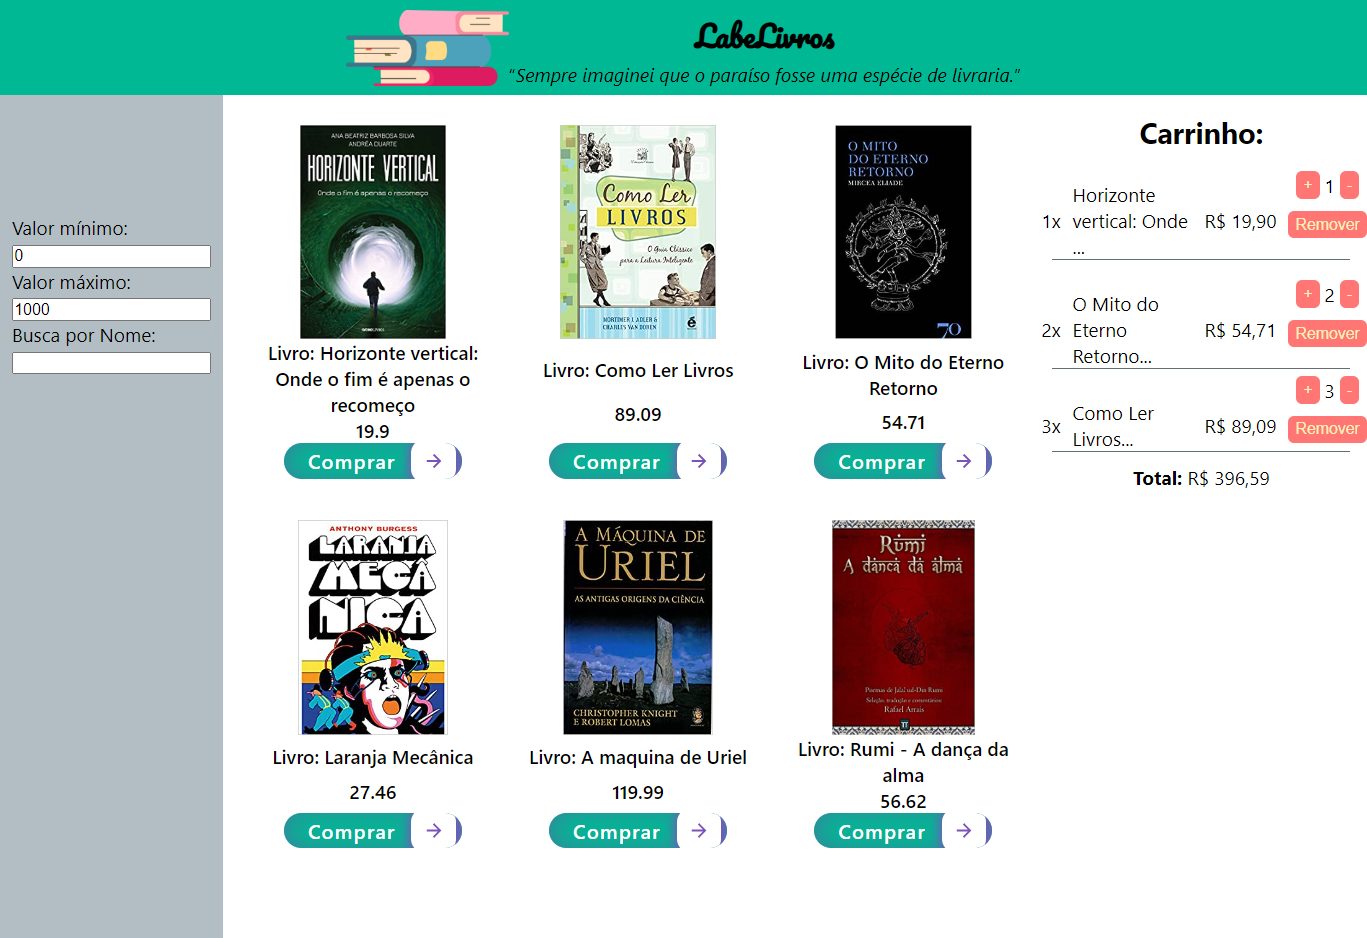 LabeLivros
“Sempre imaginei que o paraíso fosse uma espécie de livraria.”
Valor mínimo:
0
Valor máximo:
1000
Busca por Nome:
ANA BEATRIZ BARBOSA SILVA
ANDRÉA DUARTE
HORIZONTE VERTICAL
Onde o fim é apenas o recomeço
Livro: Horizonte vertical:
Onde o fim é apenas o
recomeço
19.9
Comprar
Como Ler
LIVROS
O Guia Clássico
para a Leitura Inteligente
MORTIMER J. ADLER &
CHARLES VAN DOREN
É
Livro: Como Ler Livros
89.09
Comprar
O MITO
DO ETERNO
RETORNO
MIRCEA ELIADE
70
Livro: O Mito do Eterno
Retorno
54.71
Comprar
ANTHONY BURGESS
LARANJA
MECÂ
NICA
Livro: Laranja Mecânica
27.46
Comprar
A MÁQUINA DE
URIEL
AS ANTIGAS ORIGENS DA CIÊNCIA
CHRISTOPHER KNIGHT
E ROBERT LOMAS
Livro: A maquina de Uriel
119.99
Comprar
Rumi
A dança da alma
Poemas de Jalal ud-Din Rumi
Seleção, tradução e comentários:
Rafael Arrais
Livro: Rumi - A dança da
alma
56.62
Comprar
Carrinho:
1x Horizonte vertical: Onde ... R$ 19,90 + 1 - Remover
2x O Mito do Eterno Retorno... R$ 54,71 + 2 - Remover
3x Como Ler Livros... R$ 89,09 + 3 - Remover
Total: R$ 396,59